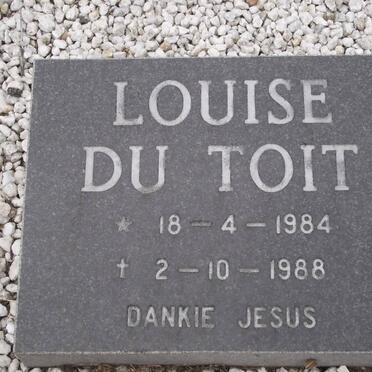 LOUISE
DU TOIT
* 18 - 4 - 1984
† 2 - 10 - 1988
DANKIE JESUS